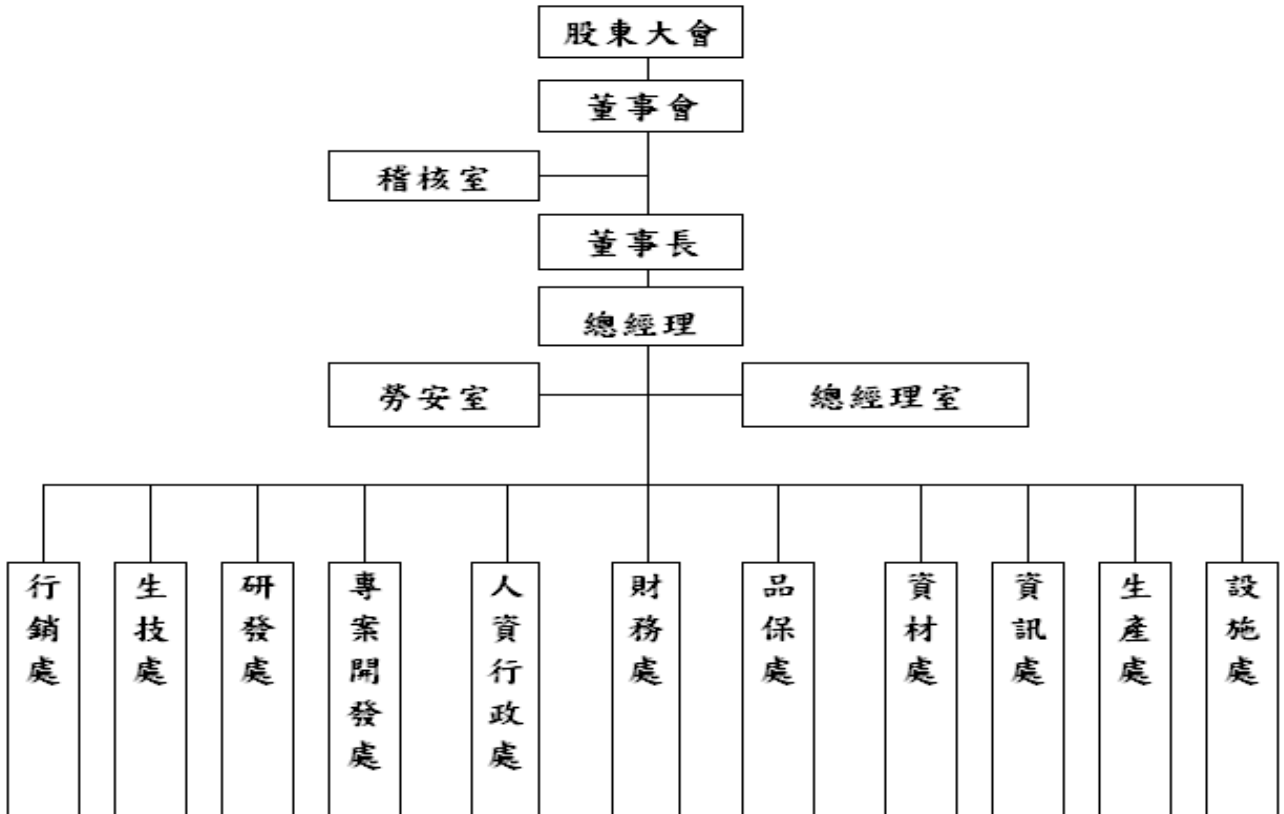 股東大會
董事會
稽核室
董事長
總經理
勞安室
總經理室
行銷處
生技處
研發處
專案開發處
人資行政處
財務處
品保處
資材處
資訊處
生產處
設施處